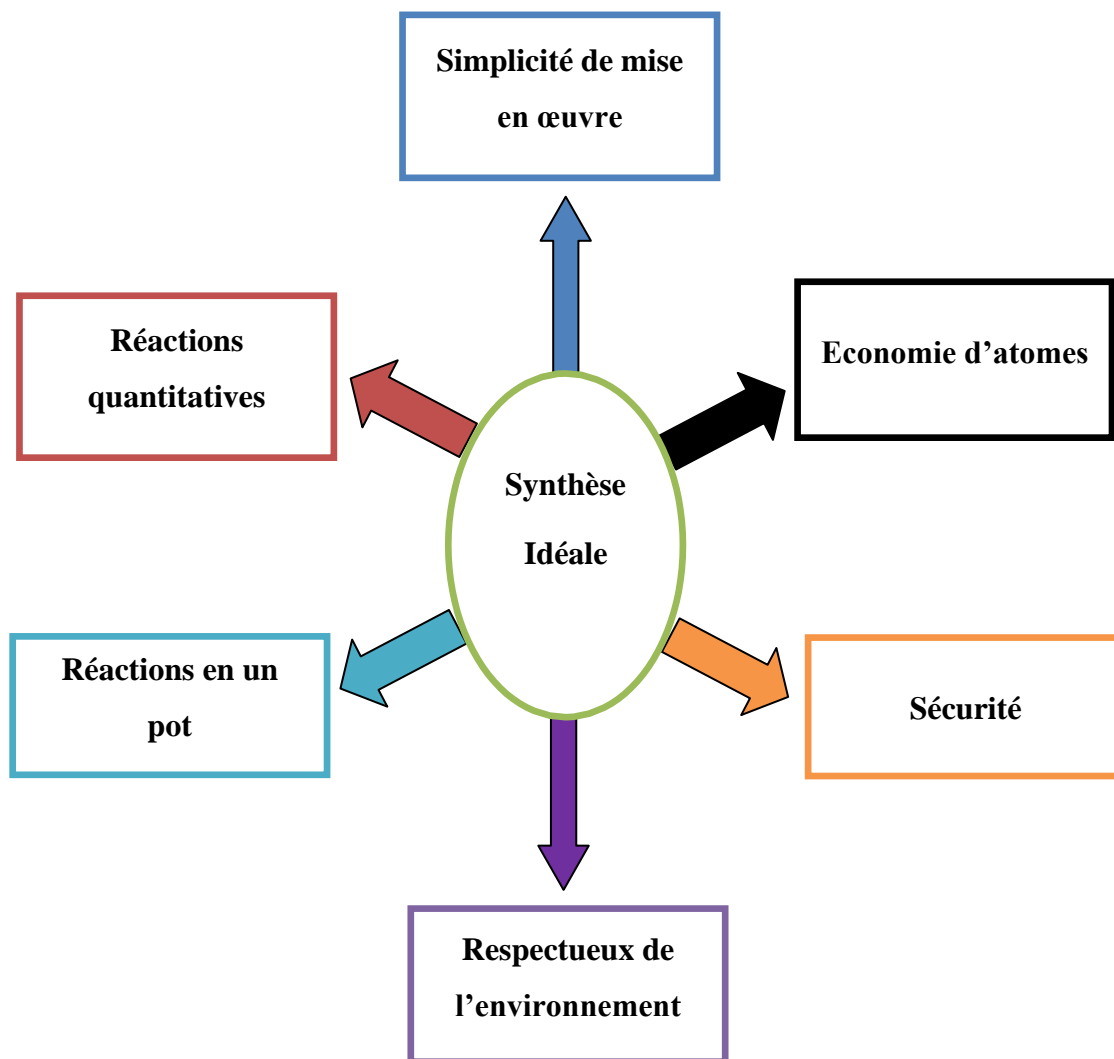 Simplicité de mise
en œuvre
Réactions
quantitatives
Economie d’atomes
Synthèse
Idéale
Réactions en un
pot
Sécurité
Respectueux de
l’environnement